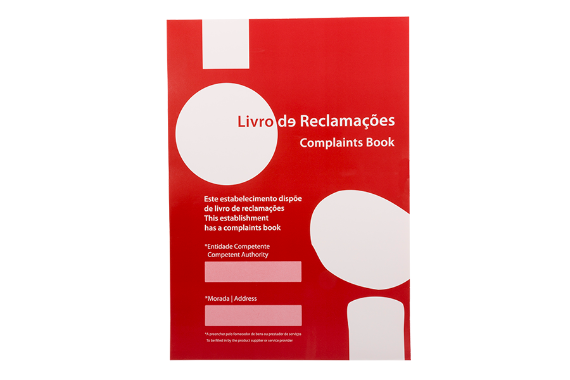 Livro de Reclamações
Complaints Book
Este estabelecimento dispõe
de livro de reclamações
This establishment
has a complaints book
*Entidade Competente
Competent Authority
*Morada | Address
*A preencher pelo fornecedor de bens ou prestador de serviços
To be filled in by the product supplier or service provider